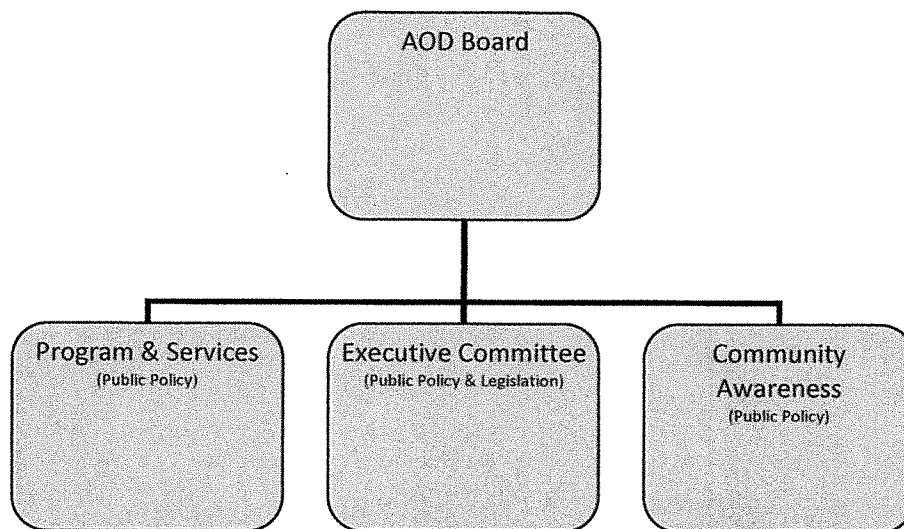 AOD Board
Program & Services
(Public Policy)
Executive Committee
(Public Policy & Legislation)
Community
Awareness
(Public Policy)